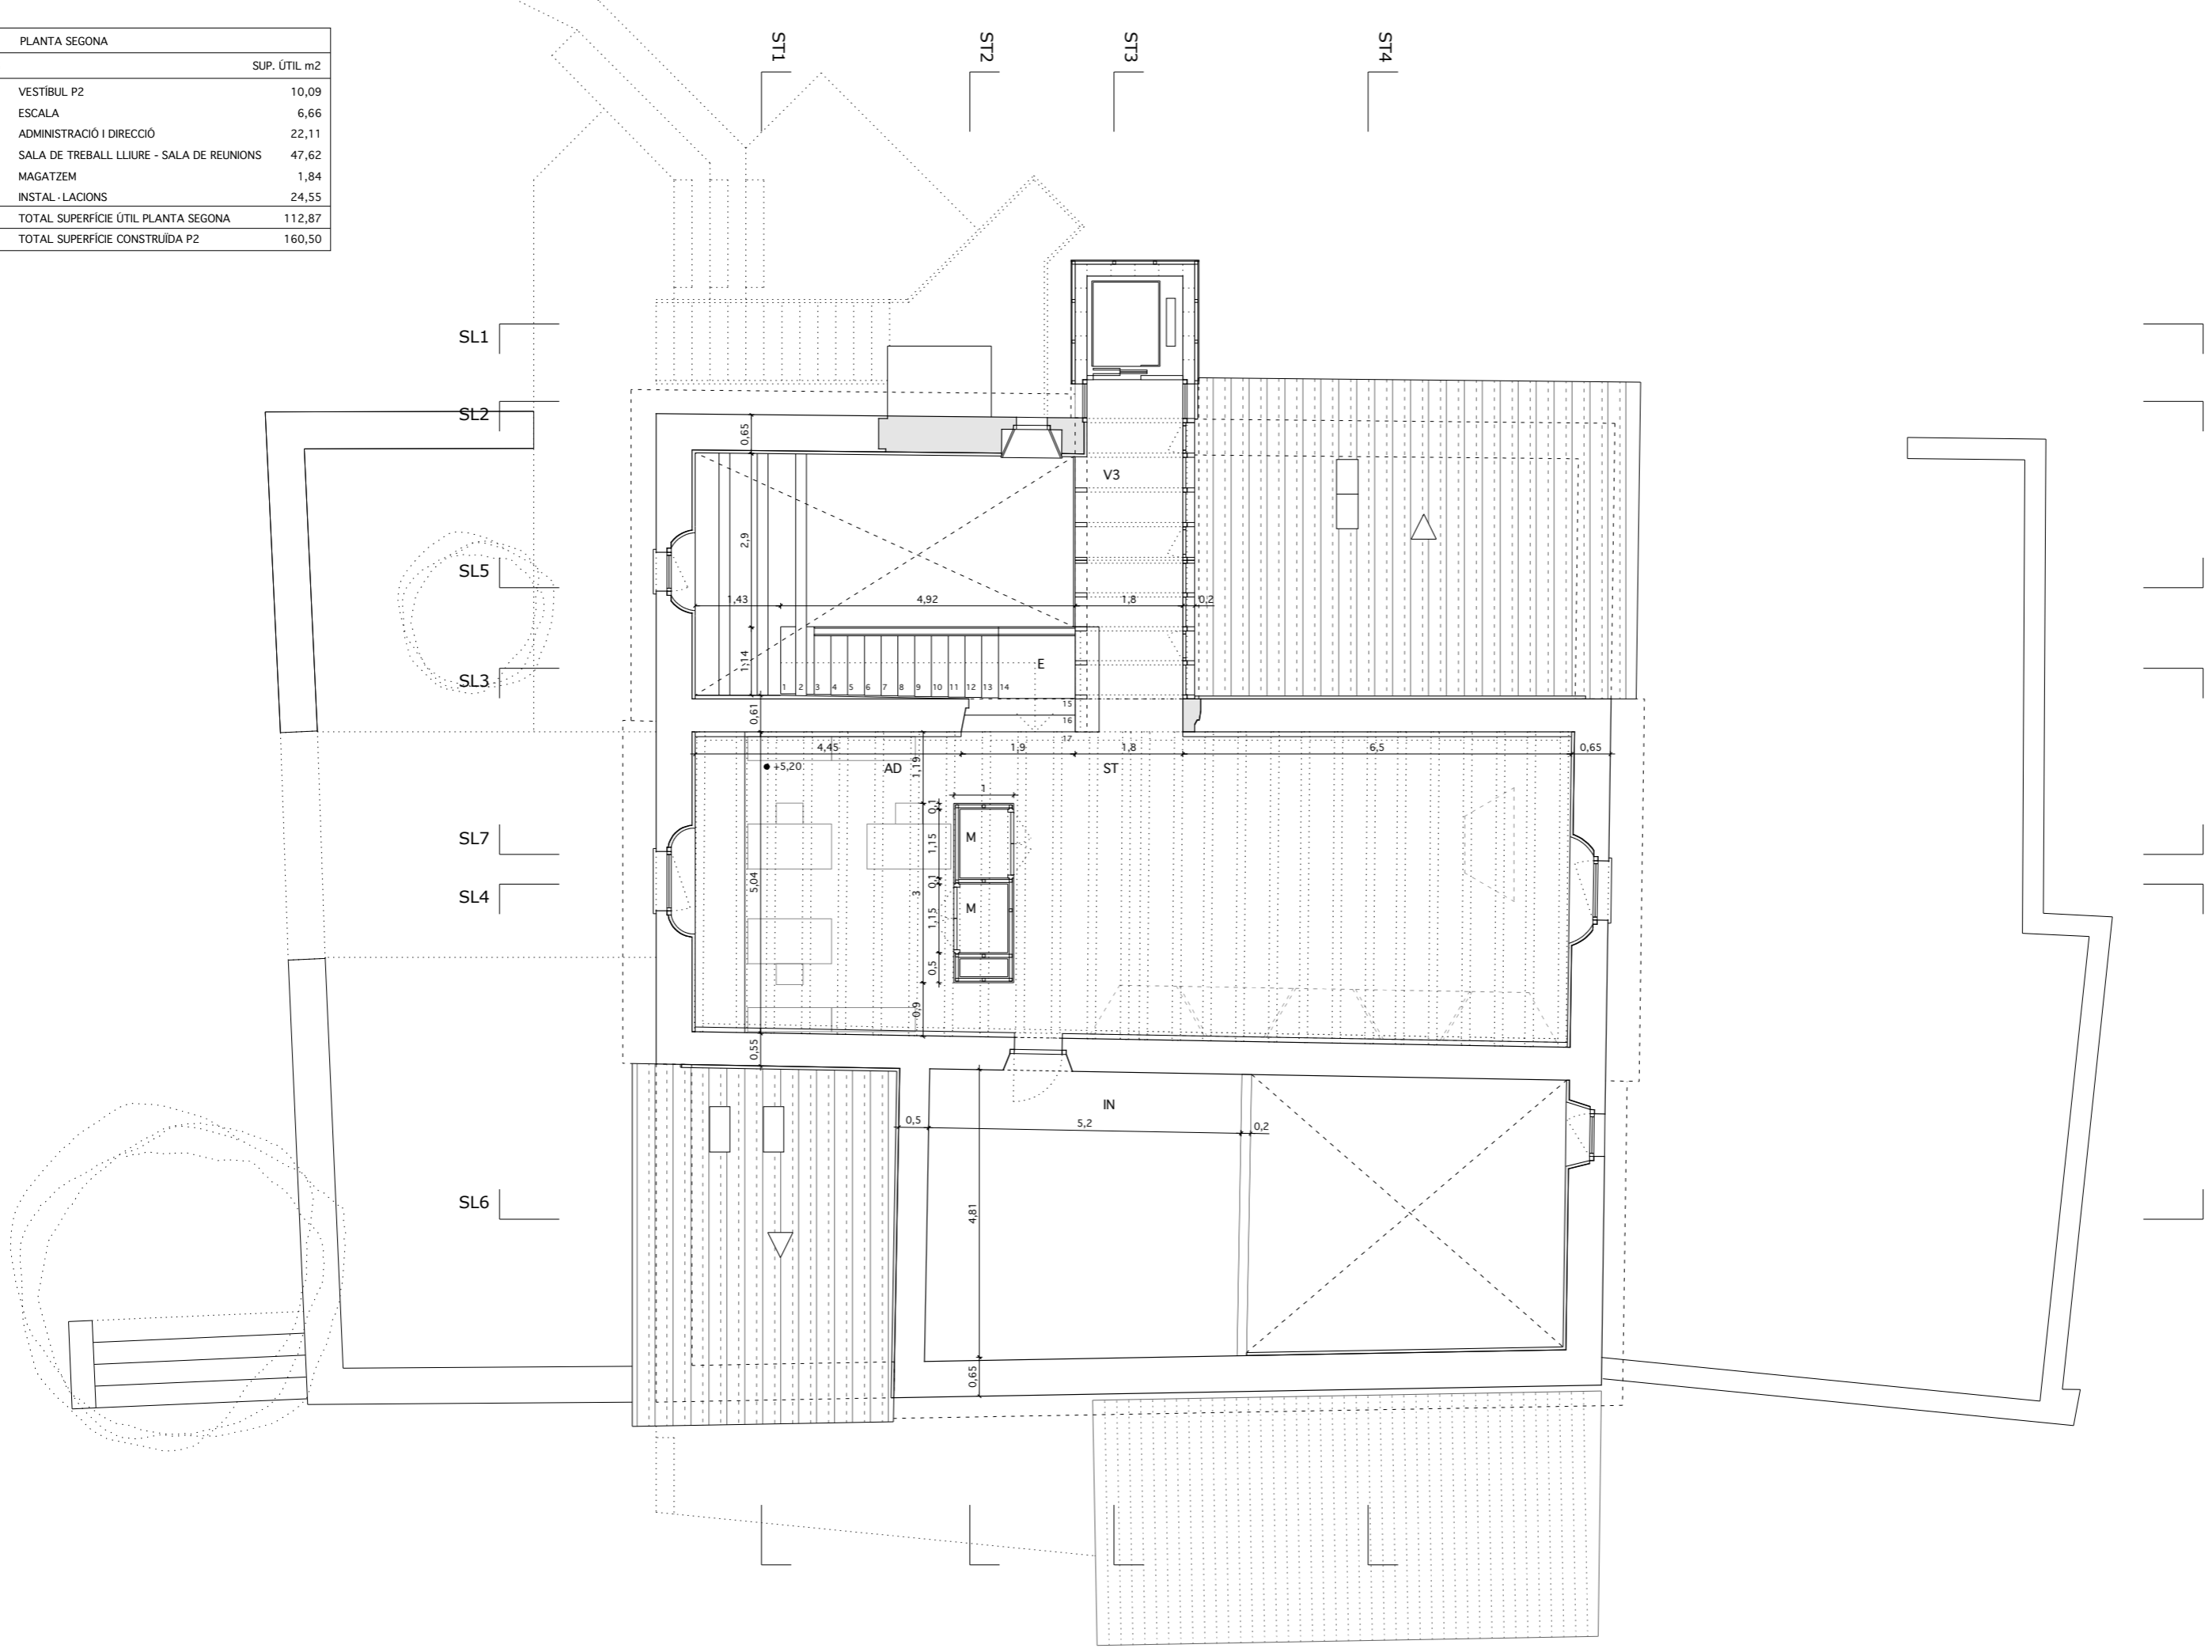 PLANTA SEGONA
SUP. ÚTIL m2
VESTÍBUL P2 10,09
ESCALA 6,66
ADMINISTRACIÓ I DIRECCIÓ 22,11
SALA DE TREBALL LLIURE - SALA DE REUNIONS 47,62
MAGATZEM 1,84
INSTAL·LACIONS 24,55
TOTAL SUPERFÍCIE ÚTIL PLANTA SEGONA 112,87
TOTAL SUPERFÍCIE CONSTRUÏDA P2 160,50
ST1 ST2 ST3 ST4
SL1
SL2
0,65
V3
2,9
SL5
1,43 4,92 1,8 0,2
1,14
E
SL3
1 2 3 4 5 6 7 8 9 10 11 12 13 14
15
16
17
0,61
4,45 1,9 1,8 6,5 0,65
+5,20 AD 1,19 ST
1
0,1
SL7
1,15 M
0,1
5,04 3
SL4
1,15 M
0,5
0,9
0,55
IN
0,5 5,2 0,2
SL6
4,81
0,65